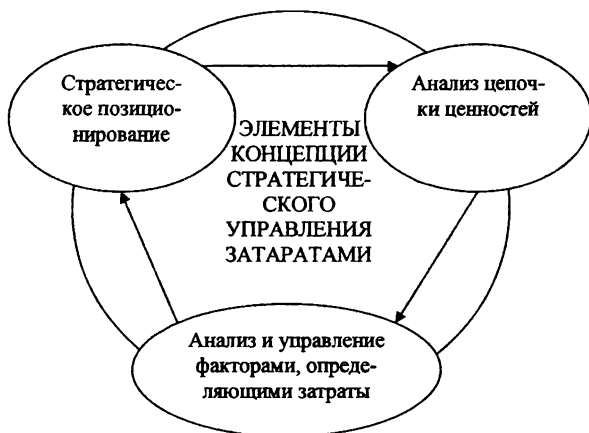 Стратегичес-
кое позицио-
нирование
Анализ цепоч-
ки ценностей
ЭЛЕМЕНТЫ
КОНЦЕПЦИИ
СТРАТЕГИЧЕ-
СКОГО
УПРАВЛЕНИЯ
ЗАТАРАТАМИ
Анализ и управление
факторами, опреде-
ляющими затраты